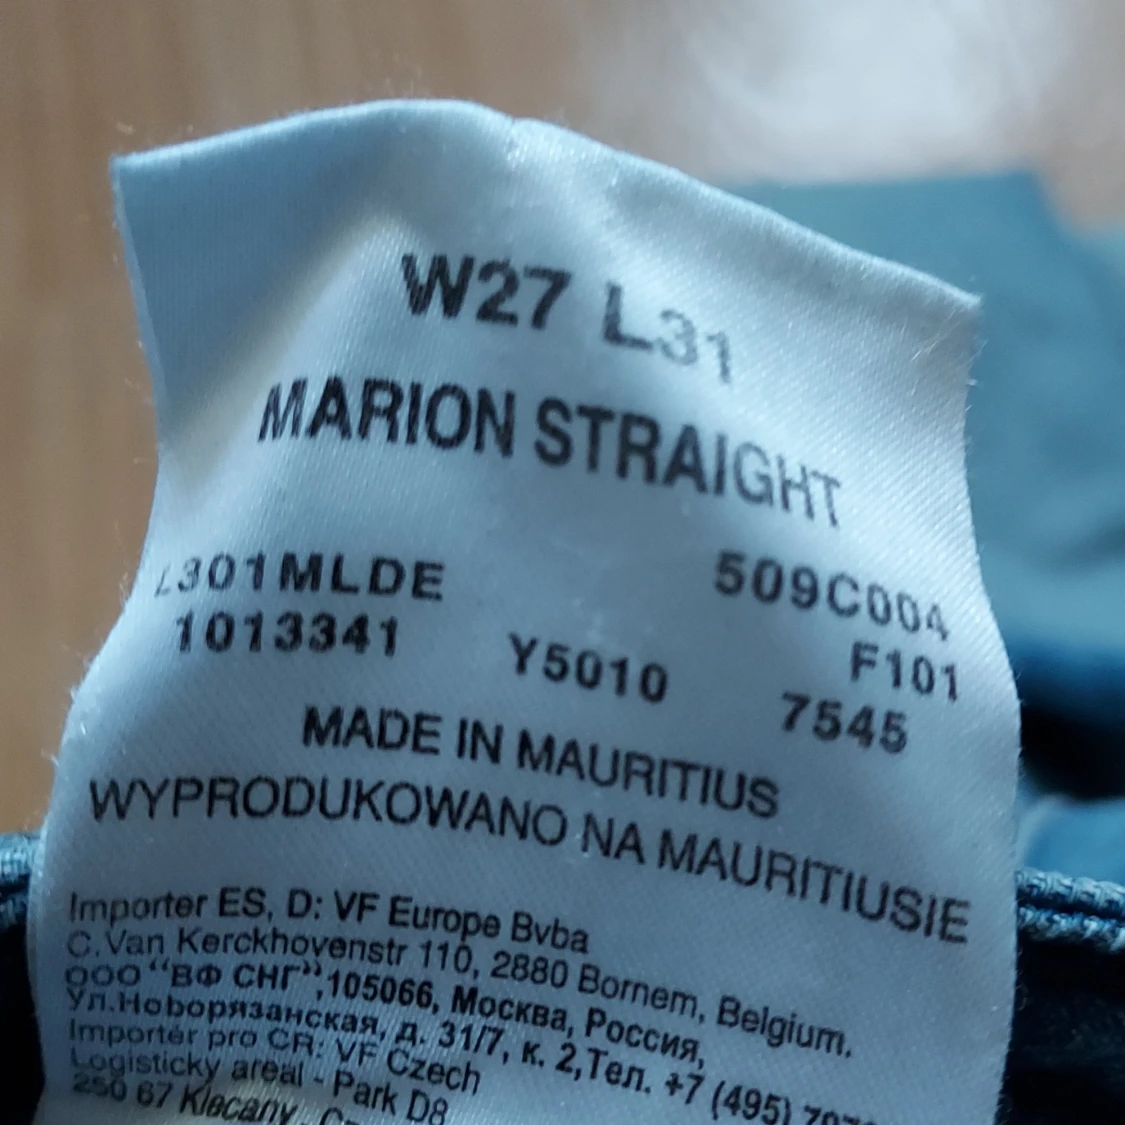 W27 L31
MARION STRAIGHT
L301MLDE 509C004
1013341 Y5010 F101
7545
MADE IN MAURITIUS
WYPRODUKOWANO NA MAURITIUSIE
Importer ES, D: VF Europe Bvba
C.Van Kerckhovenstr 110, 2880 Bornem, Belgium.
ООО “ВФ СНГ”,105066, Москва, Россия,
Ул.Новорязанская, д. 31/7, к. 2,Тел. +7 (495)
Importér pro CR: VF Czech
Logisticky areal - Park D8
250 67 Klecany,